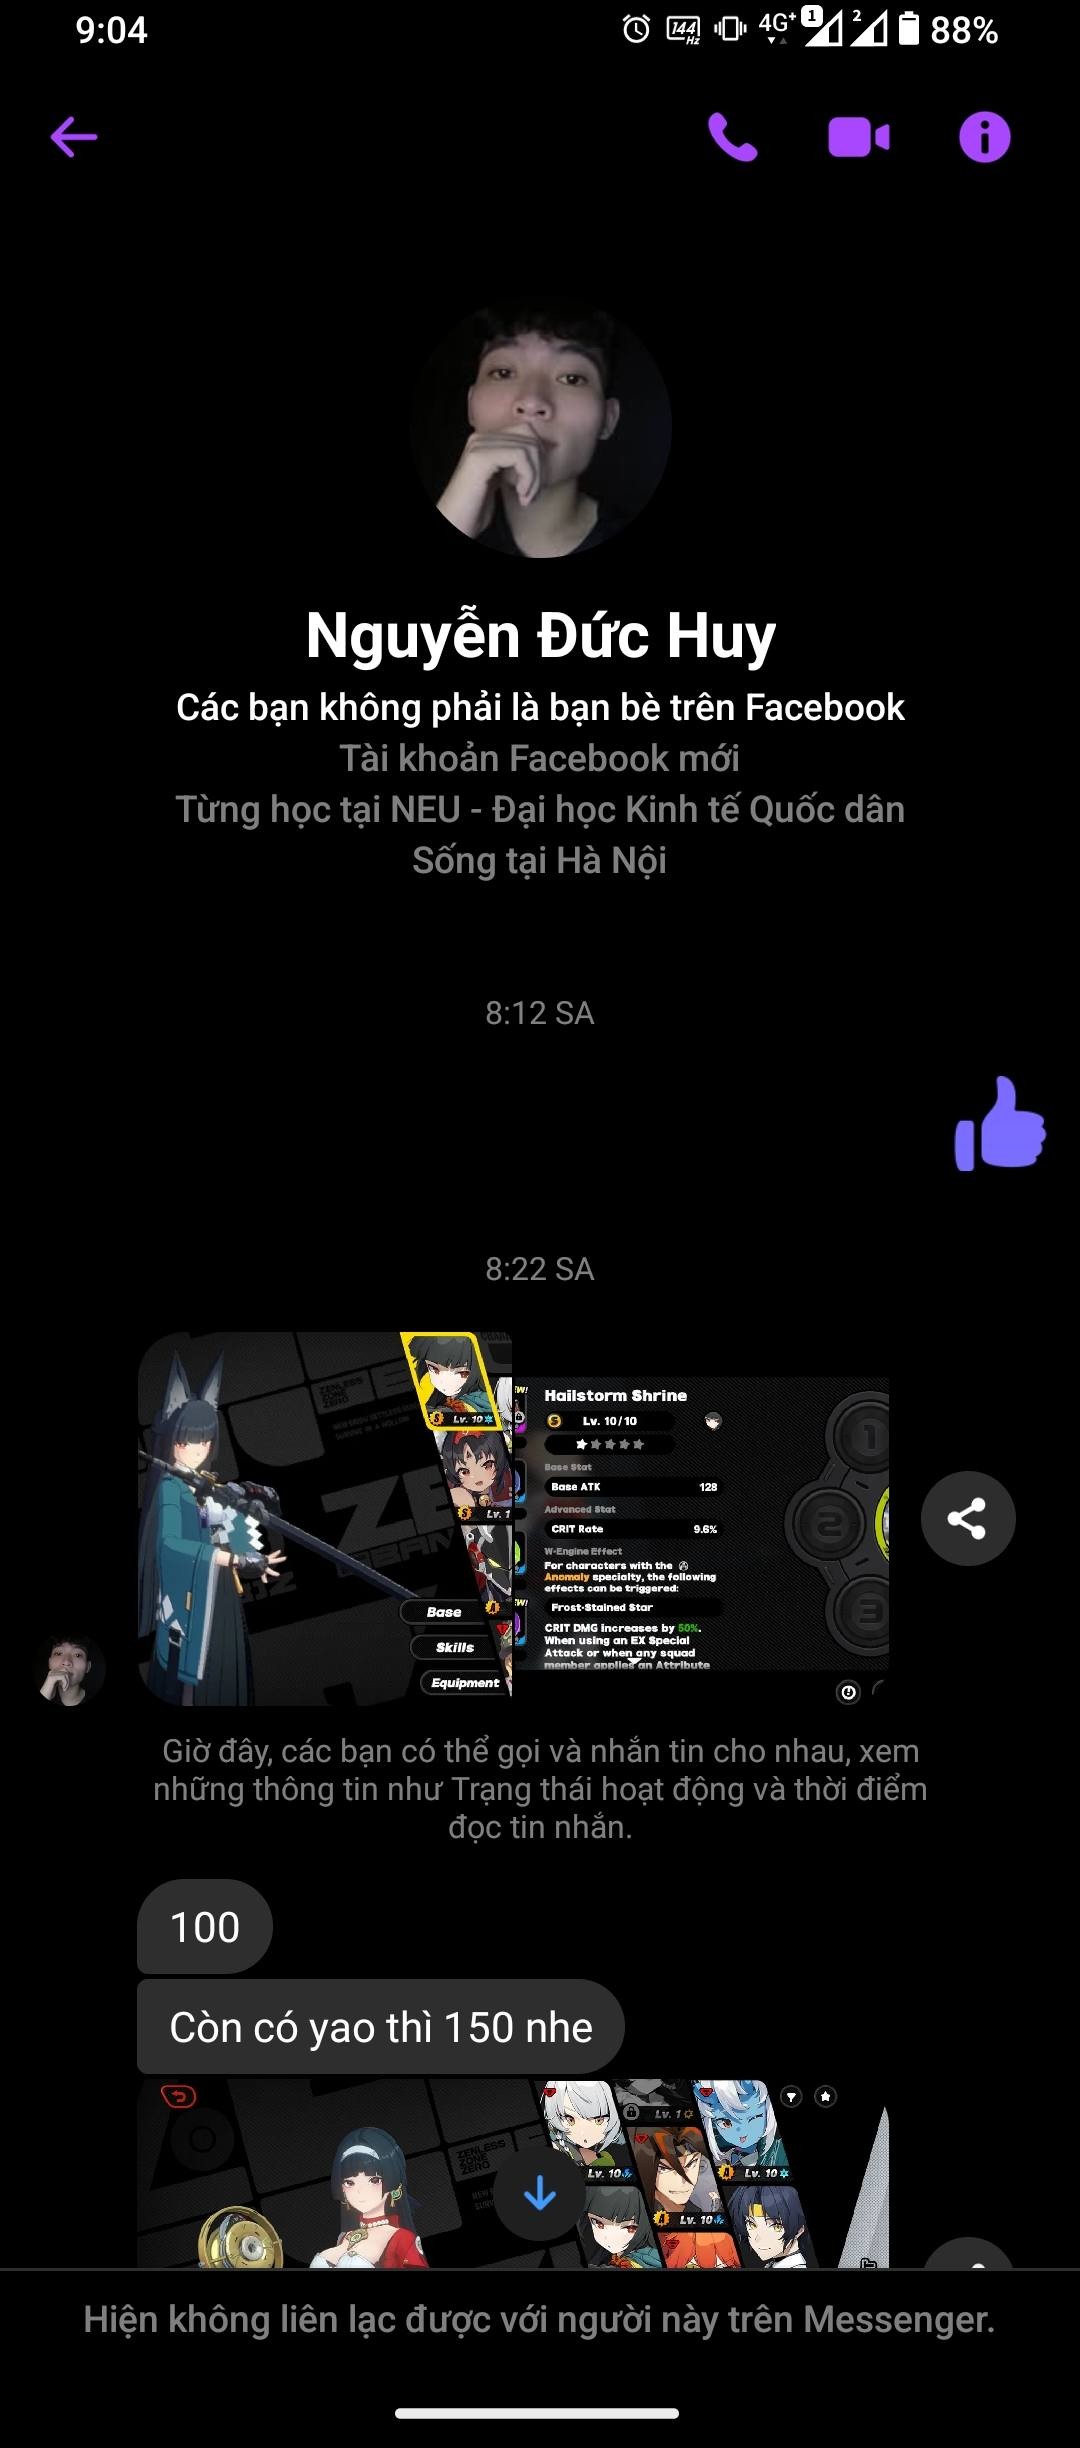 9:04
144
Hz
4G+
1
2
88%
Nguyễn Đức Huy
Các bạn không phải là bạn bè trên Facebook
Tài khoản Facebook mới
Từng học tại NEU - Đại học Kinh tế Quốc dân
Sống tại Hà Nội
8:12 SA
8:22 SA
ZENLESS
ZONE
ZERO
Lv. 10
Lv. 1
Base
Skills
Equipment
Hailstorm Shrine
Lv. 10/10
Base Stat
Base ATK 128
Advanced Stat
CRIT Rate 9.6%
W-Engine Effect
For characters with the
Anomaly specialty, the following
effects can be triggered:
Frost-Stained Star
CRIT DMG increases by 50%.
When using an EX Special
Attack or when any squad
member applies an Attribute
1
2
3
Giờ đây, các bạn có thể gọi và nhắn tin cho nhau, xem
những thông tin như Trạng thái hoạt động và thời điểm
đọc tin nhắn.
100
Còn có yao thì 150 nhe
ZENLESS
ZONE
ZERO
Lv. 1
Lv. 10
Lv. 10
Lv. 10
Hiện không liên lạc được với người này trên Messenger.